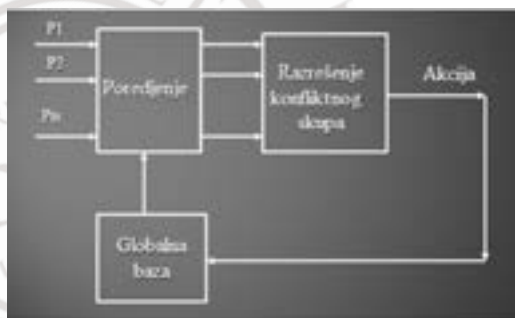 P1
P2
Pn
Poredjenje
Razrešenje
konfliktnog
skupa
Akcija
Globalna
baza